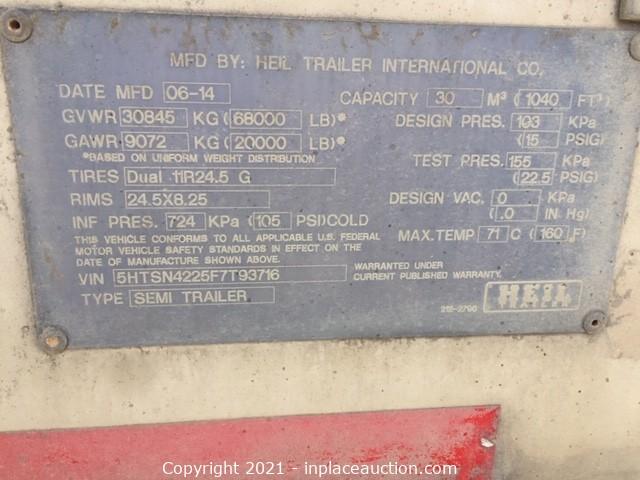 MFD BY: HEIL TRAILER INTERNATIONAL CO.
DATE MFD 06-14
CAPACITY 30 M³ (1040 FT³)
GVWR 30845 KG (68000 LB)*
DESIGN PRES. 103 KPa
(15 PSIG)
GAWR 9072 KG (20000 LB)*
*BASED ON UNIFORM WEIGHT DISTRIBUTION
TEST PRES. 155 KPa
(22.5 PSIG)
TIRES Dual 11R24.5 G
RIMS 24.5X8.25
DESIGN VAC. 0 KPa
(.0 IN Hg)
INF PRES. 724 KPa (105 PSI) COLD
MAX. TEMP 71 C (160 F)
THIS VEHICLE CONFORMS TO ALL APPLICABLE U.S. FEDERAL
MOTOR VEHICLE SAFETY STANDARDS IN EFFECT ON THE
DATE OF MANUFACTURE SHOWN ABOVE.
VIN 5HTSN4225F7T93716
WARRANTED UNDER
CURRENT PUBLISHED WARRANTY.
TYPE SEMI TRAILER
HEIL
212-2790
Copyright 2021 - inplaceauction.com